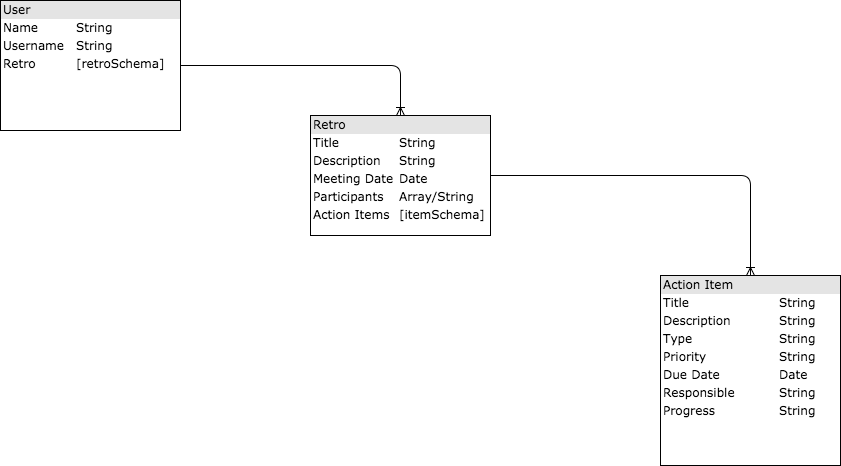 User
Name String
Username String
Retro [retroSchema]
Retro
Title String
Description String
Meeting Date Date
Participants Array/String
Action Items [itemSchema]
Action Item
Title String
Description String
Type String
Priority String
Due Date Date
Responsible String
Progress String